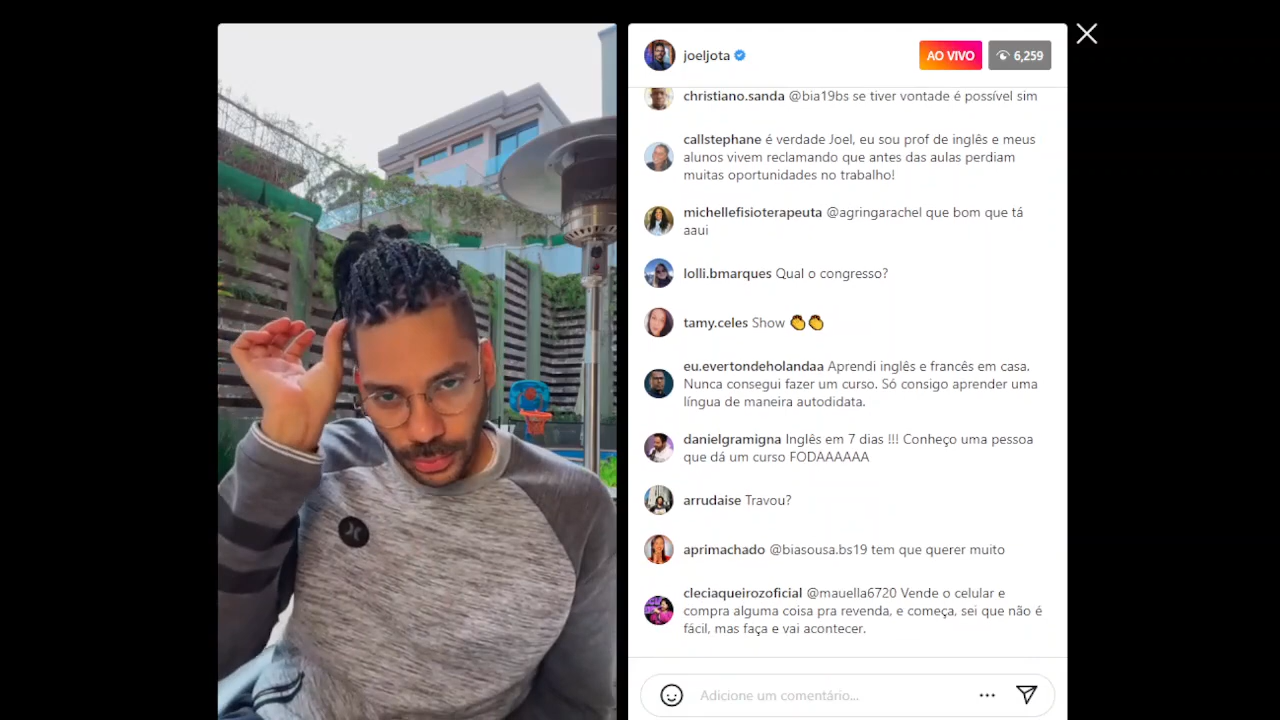 joeljota
AO VIVO
6,259
christiano.sanda @bia19bs se tiver vontade é possível sim
callstephane é verdade Joel, eu sou prof de inglês e meus
alunos vivem reclamando que antes das aulas perdiam
muitas oportunidades no trabalho!
michellefisioterapeuta @agringarachel que bom que tá
aaui
lolli.bmarques Qual o congresso?
tamy.celes Show 👏👏
eu.evertondeholandaa Aprendi inglês e francês em casa.
Nunca consegui fazer um curso. Só consigo aprender uma
língua de maneira autodidata.
danielgramigna Inglês em 7 dias !!! Conheço uma pessoa
que dá um curso FODAAAAAA
arrudaise Travou?
aprimachado @biasousa.bs19 tem que querer muito
cleciaqueirozoficial @mauella6720 Vende o celular e
compra alguma coisa pra revenda, e começa, sei que não é
fácil, mas faça e vai acontecer.
Adicione um comentário...